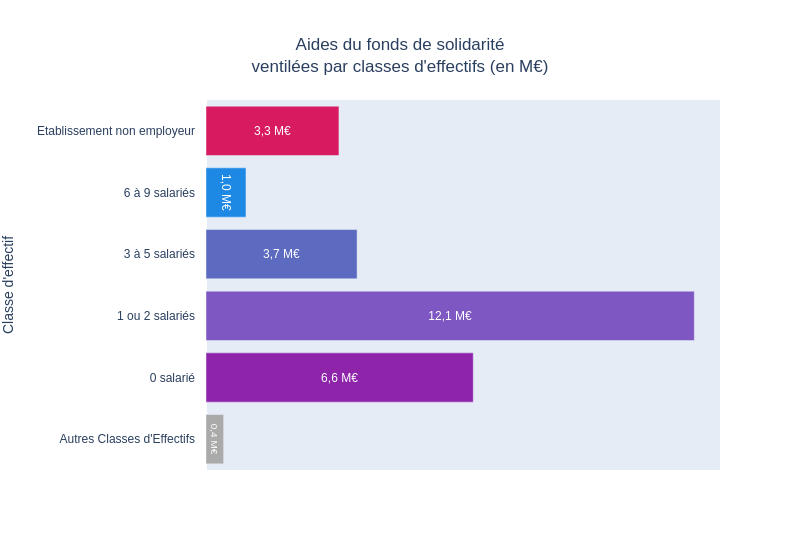 Aides du fonds de solidarité
ventilées par classes d'effectifs (en M€)
Classe d'effectif
Etablissement non employeur
3,3 M€
6 à 9 salariés
1,0 M€
3 à 5 salariés
3,7 M€
1 ou 2 salariés
12,1 M€
0 salarié
6,6 M€
Autres Classes d'Effectifs
0,4 M€